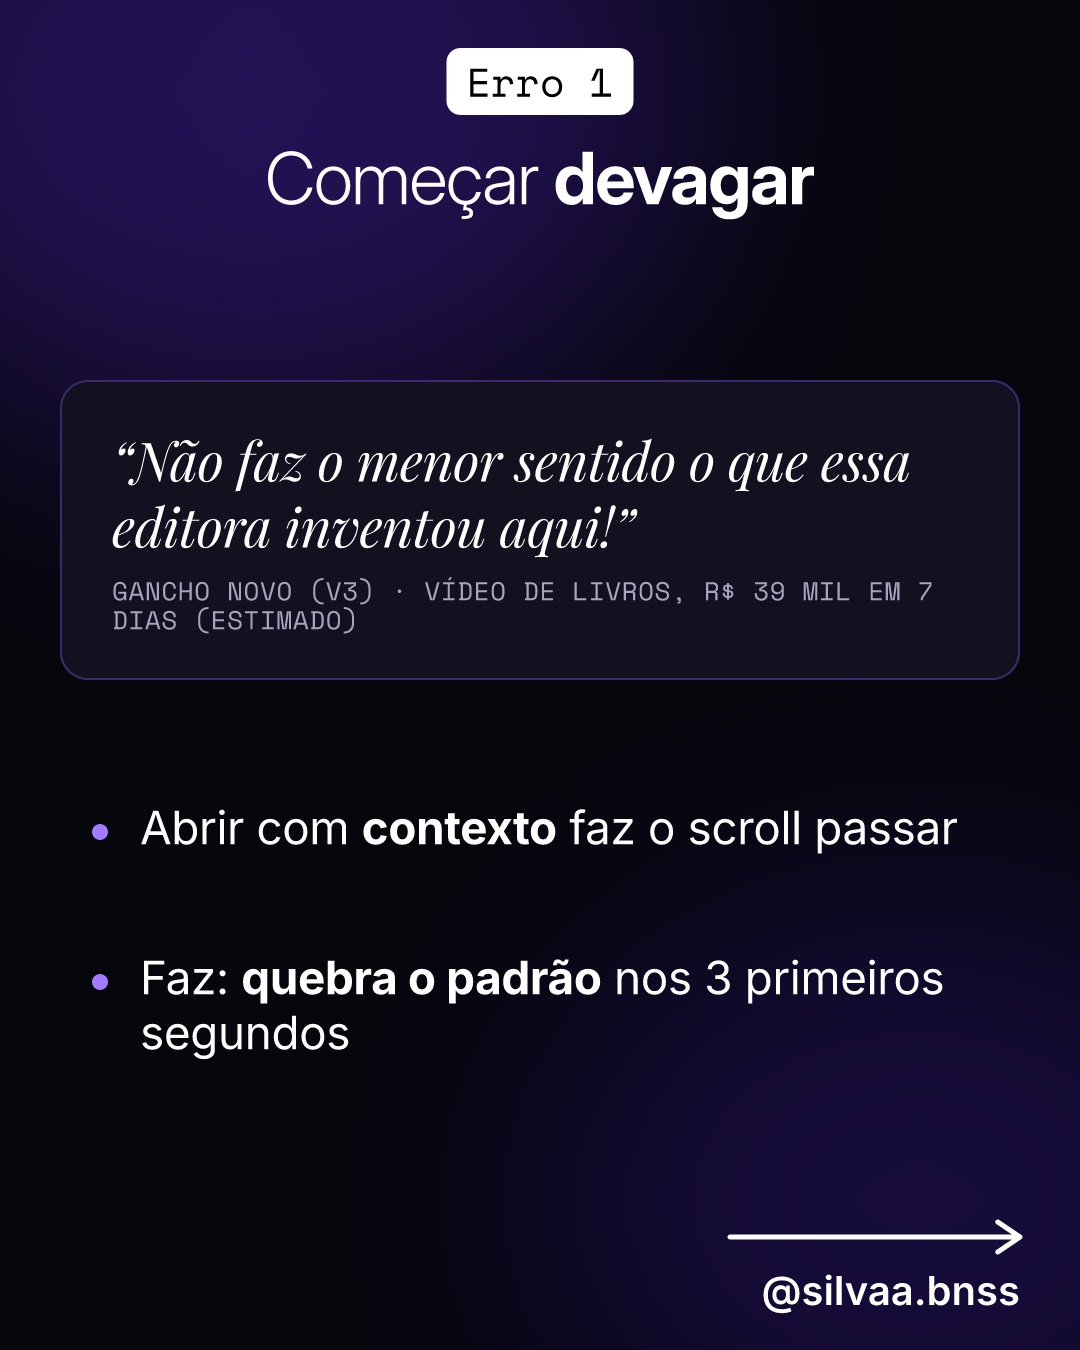 Erro 1
Começar devagar
“Não faz o menor sentido o que essa
editora inventou aqui!”
GANCHO NOVO (V3) · VÍDEO DE LIVROS, R$ 39 MIL EM 7
DIAS (ESTIMADO)
Abrir com contexto faz o scroll passar
Faz: quebra o padrão nos 3 primeiros
segundos
@silvaa.bnss